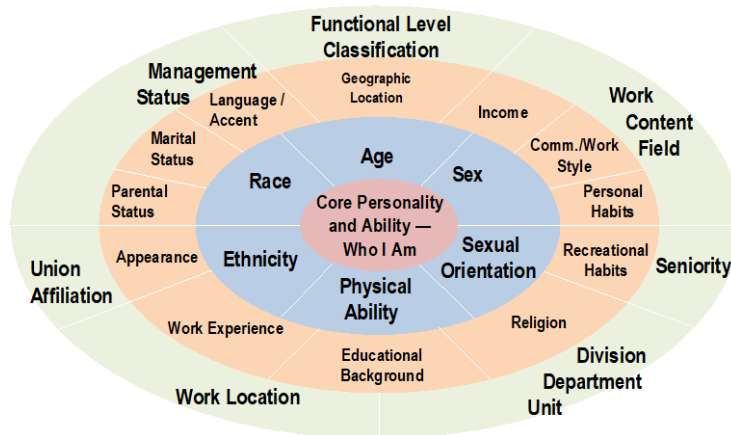 Functional Level
Classification
Management
Status
Geographic
Location
Language /
Accent
Income
Work
Content
Field
Marital
Status
Comm./Work
Style
Age
Sex
Race
Parental
Status
Personal
Habits
Core Personality
and Ability —
Who I Am
Appearance
Ethnicity
Sexual
Orientation
Recreational
Habits
Seniority
Union
Affiliation
Physical
Ability
Work Experience
Religion
Educational
Background
Division
Department
Unit
Work Location